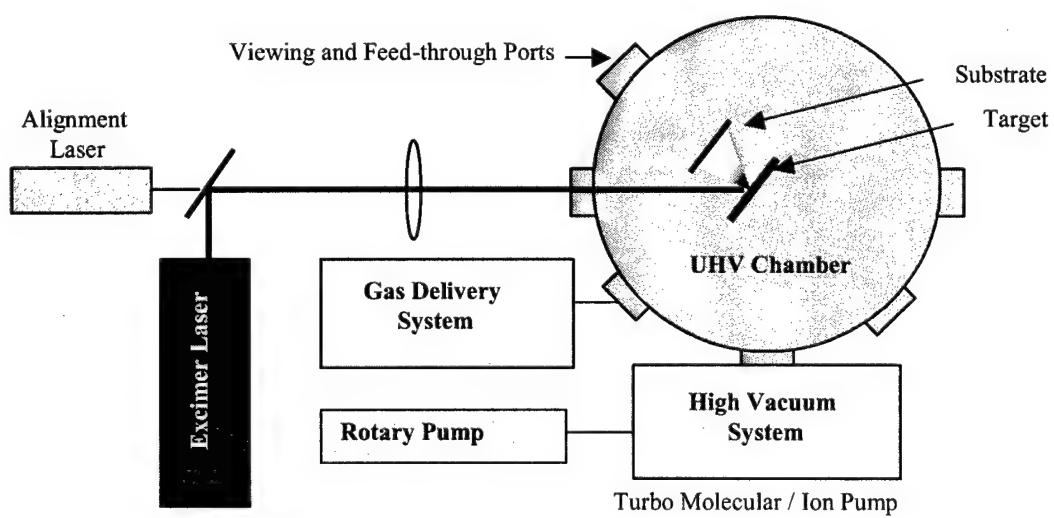 Viewing and Feed-through Ports
Substrate
Target
Alignment
Laser
UHV Chamber
Gas Delivery
System
Excimer Laser
High Vacuum
System
Rotary Pump
Turbo Molecular / Ion Pump